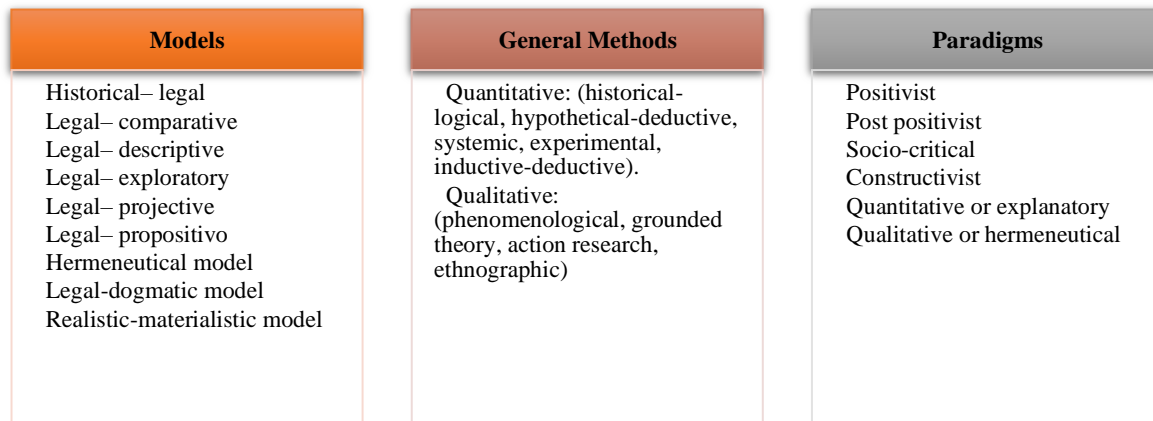 Models
Historical– legal
Legal– comparative
Legal– descriptive
Legal– exploratory
Legal– projective
Legal– propositivo
Hermeneutical model
Legal-dogmatic model
Realistic-materialistic model
General Methods
Quantitative: (historical-
logical, hypothetical-deductive,
systemic, experimental,
inductive-deductive).
Qualitative:
(phenomenological, grounded
theory, action research,
ethnographic)
Paradigms
Positivist
Post positivist
Socio-critical
Constructivist
Quantitative or explanatory
Qualitative or hermeneutical